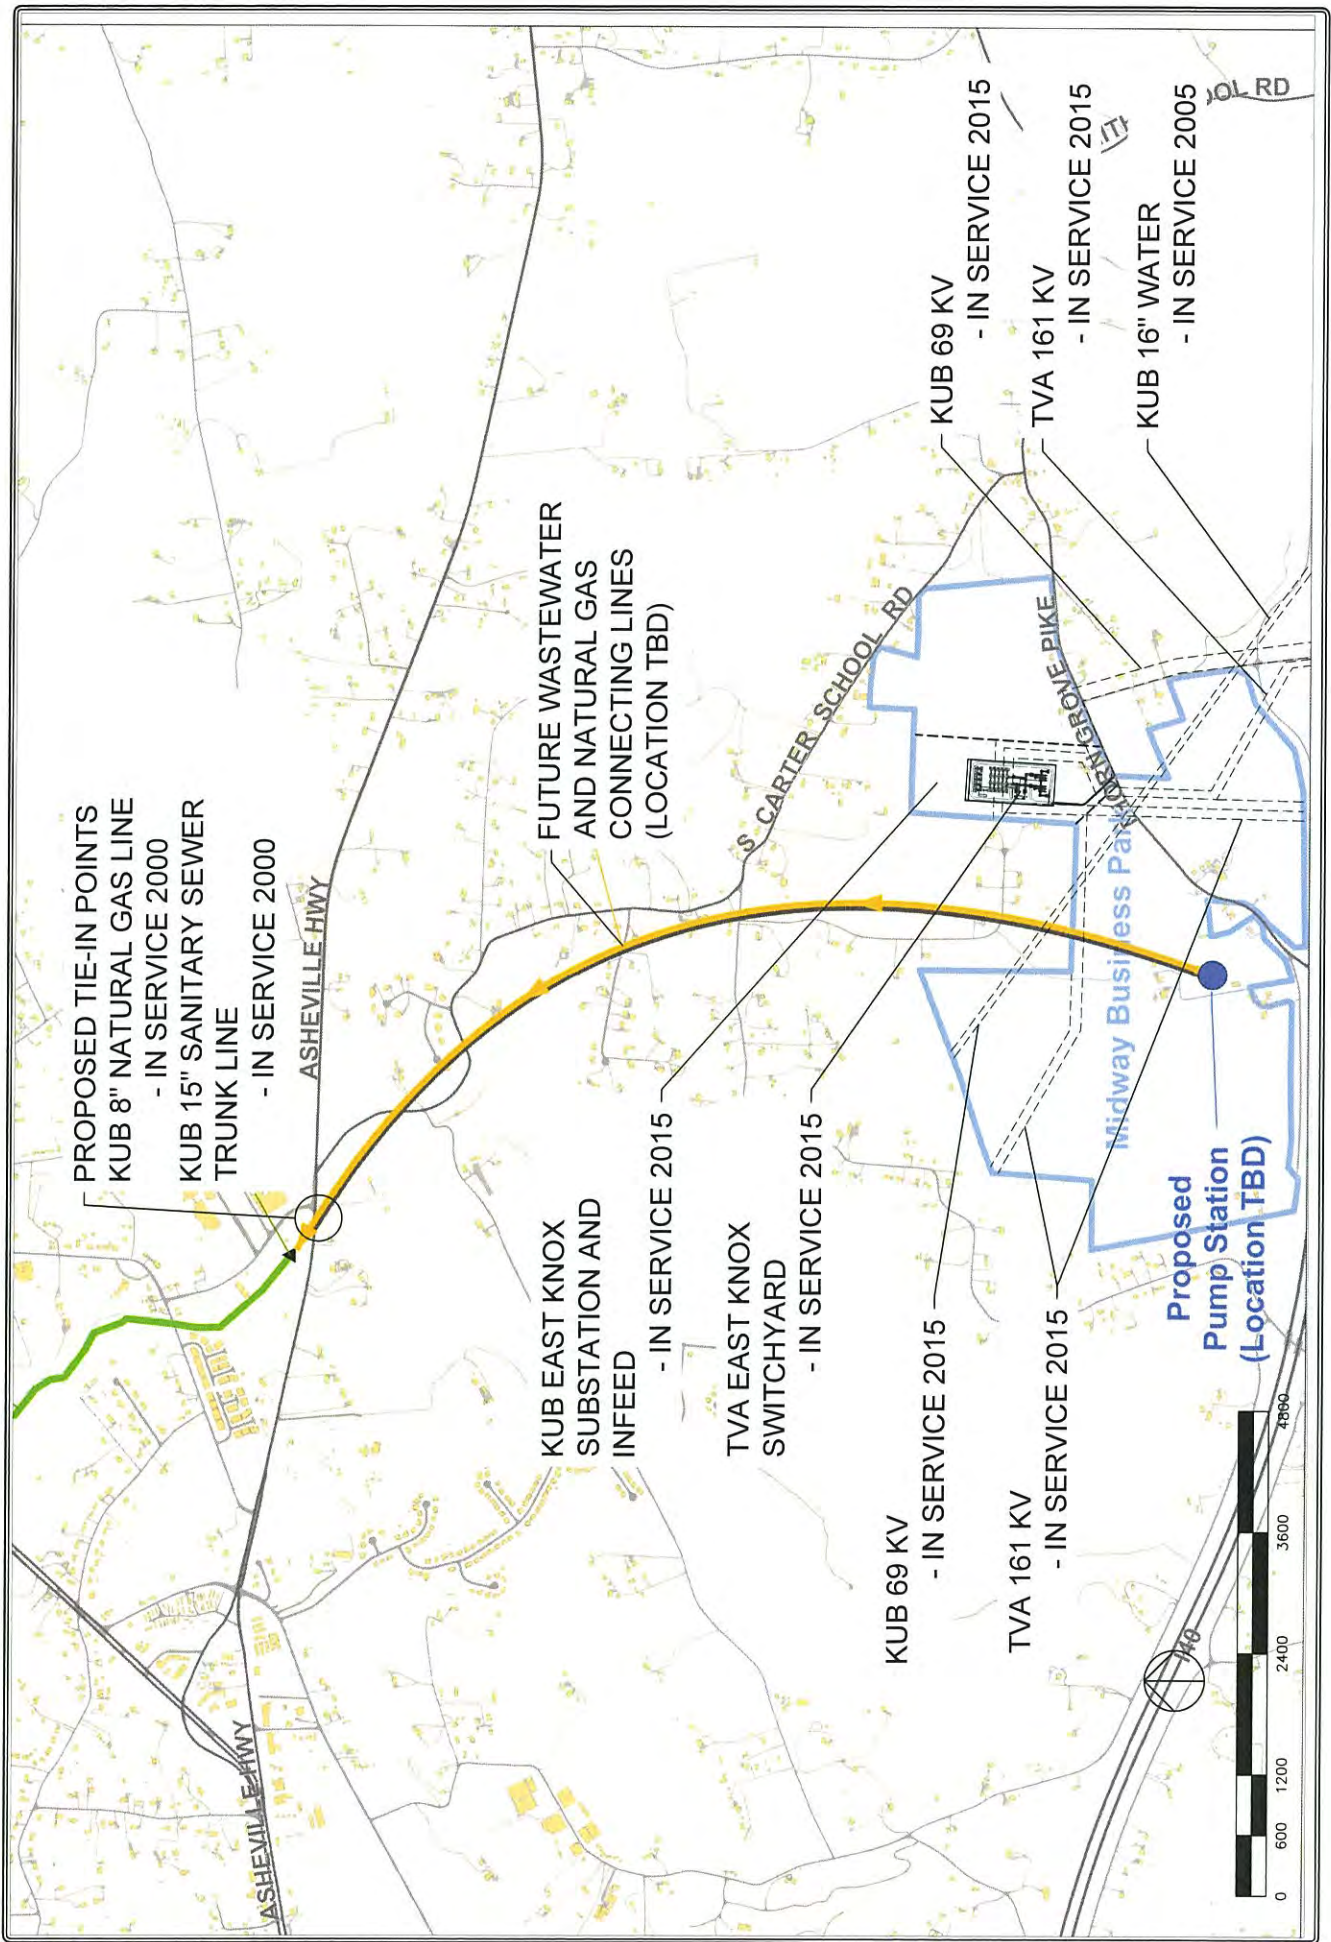 PROPOSED TIE-IN POINTS
KUB 8" NATURAL GAS LINE
- IN SERVICE 2000
KUB 15" SANITARY SEWER
TRUNK LINE
- IN SERVICE 2000
ASHEVILLE HWY
ASHEVILLE HWY
FUTURE WASTEWATER
AND NATURAL GAS
CONNECTING LINES
(LOCATION TBD)
S CARTER SCHOOL RD
KUB EAST KNOX
SUBSTATION AND
INFEED
- IN SERVICE 2015
TVA EAST KNOX
SWITCHYARD
- IN SERVICE 2015
KUB 69 KV
- IN SERVICE 2015
TVA 161 KV
- IN SERVICE 2015
KUB 69 KV
- IN SERVICE 2015
TVA 161 KV
- IN SERVICE 2015
KUB 16" WATER
- IN SERVICE 2005
OOL RD
THORN GROVE PIKE
Midway Business Park
Proposed
Pump Station
(Location TBD)
I40
0 600 1200 2400 3600 4800